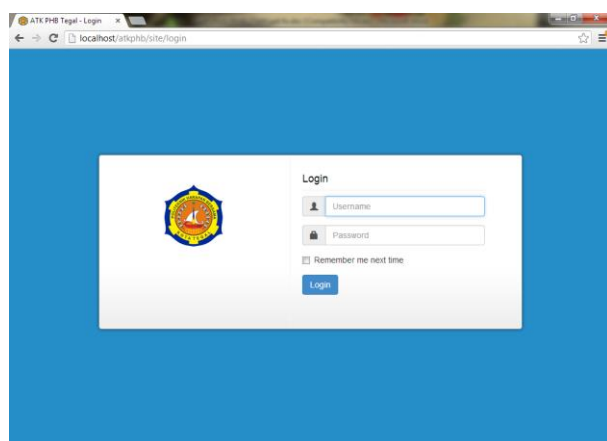 ATK PHB Tegal - Login
localhost/atkphb/site/login
Login
Username
Password
Remember me next time
Login